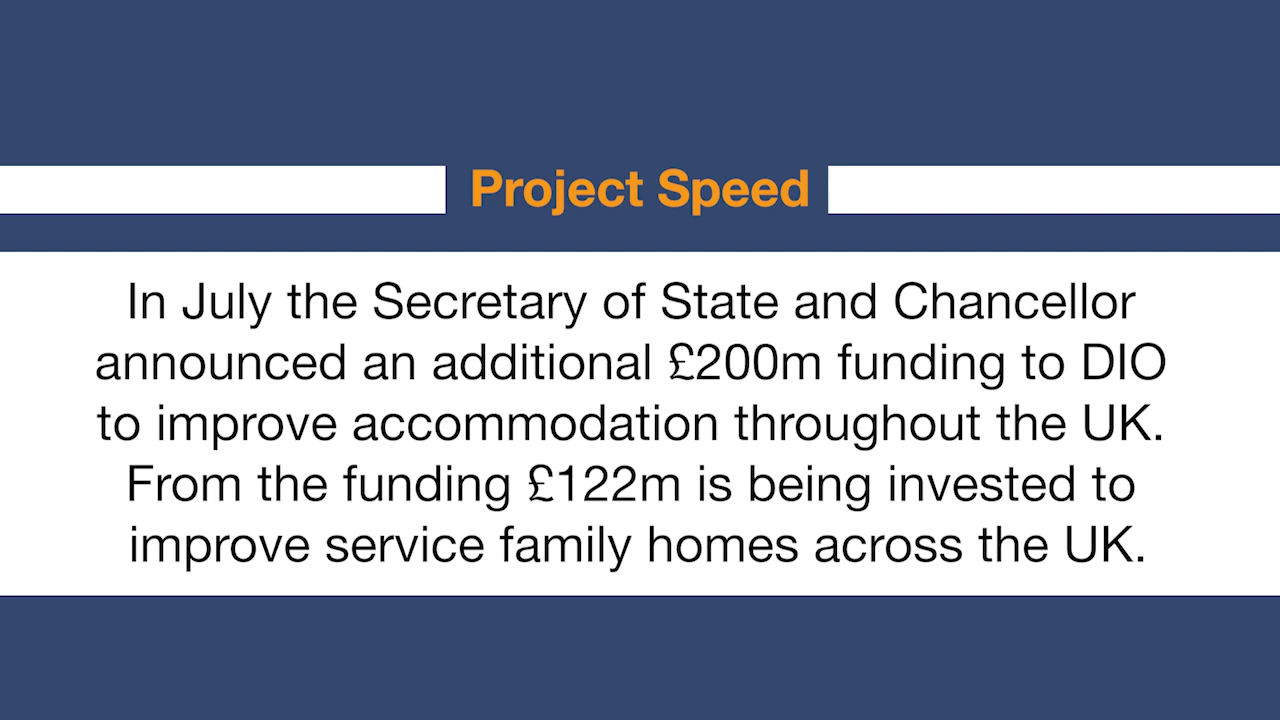 Project Speed
In July the Secretary of State and Chancellor
announced an additional £200m funding to DIO
to improve accommodation throughout the UK.
From the funding £122m is being invested to
improve service family homes across the UK.